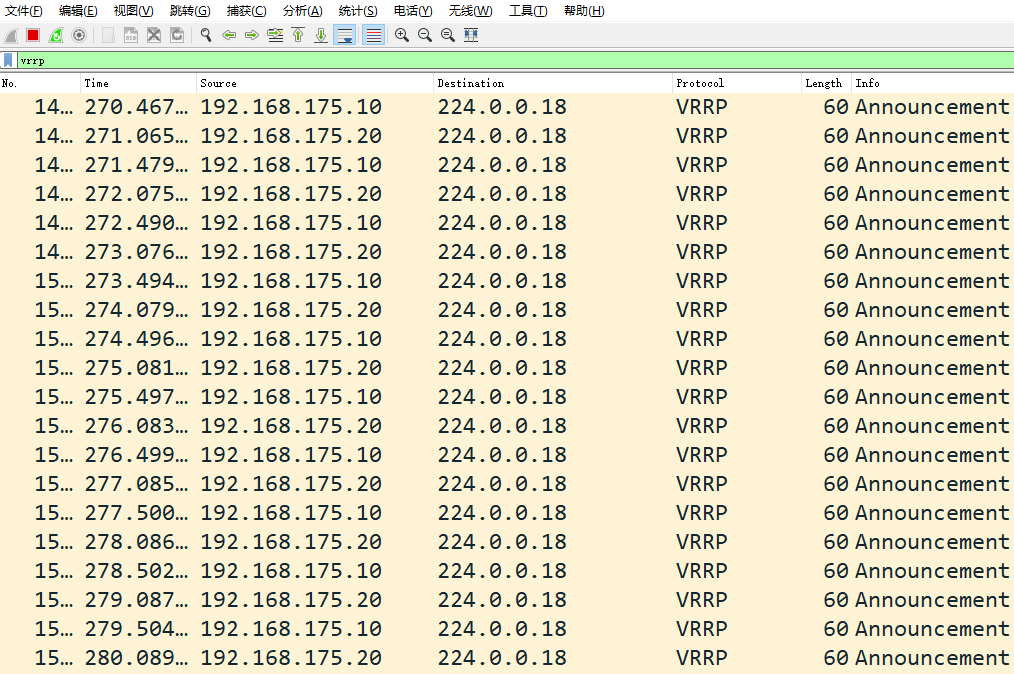 文件(F) 编辑(E) 视图(V) 跳转(G) 捕获(C) 分析(A) 统计(S) 电话(Y) 无线(W) 工具(T) 帮助(H)
vrrp
No. Time Source Destination Protocol Length Info
14… 270.467… 192.168.175.10 224.0.0.18 VRRP 60 Announcement
14… 271.065… 192.168.175.20 224.0.0.18 VRRP 60 Announcement
14… 271.479… 192.168.175.10 224.0.0.18 VRRP 60 Announcement
14… 272.075… 192.168.175.20 224.0.0.18 VRRP 60 Announcement
14… 272.490… 192.168.175.10 224.0.0.18 VRRP 60 Announcement
14… 273.076… 192.168.175.20 224.0.0.18 VRRP 60 Announcement
15… 273.494… 192.168.175.10 224.0.0.18 VRRP 60 Announcement
15… 274.079… 192.168.175.20 224.0.0.18 VRRP 60 Announcement
15… 274.496… 192.168.175.10 224.0.0.18 VRRP 60 Announcement
15… 275.081… 192.168.175.20 224.0.0.18 VRRP 60 Announcement
15… 275.497… 192.168.175.10 224.0.0.18 VRRP 60 Announcement
15… 276.083… 192.168.175.20 224.0.0.18 VRRP 60 Announcement
15… 276.499… 192.168.175.10 224.0.0.18 VRRP 60 Announcement
15… 277.085… 192.168.175.20 224.0.0.18 VRRP 60 Announcement
15… 277.500… 192.168.175.10 224.0.0.18 VRRP 60 Announcement
15… 278.086… 192.168.175.20 224.0.0.18 VRRP 60 Announcement
15… 278.502… 192.168.175.10 224.0.0.18 VRRP 60 Announcement
15… 279.087… 192.168.175.20 224.0.0.18 VRRP 60 Announcement
15… 279.504… 192.168.175.10 224.0.0.18 VRRP 60 Announcement
15… 280.089… 192.168.175.20 224.0.0.18 VRRP 60 Announcement